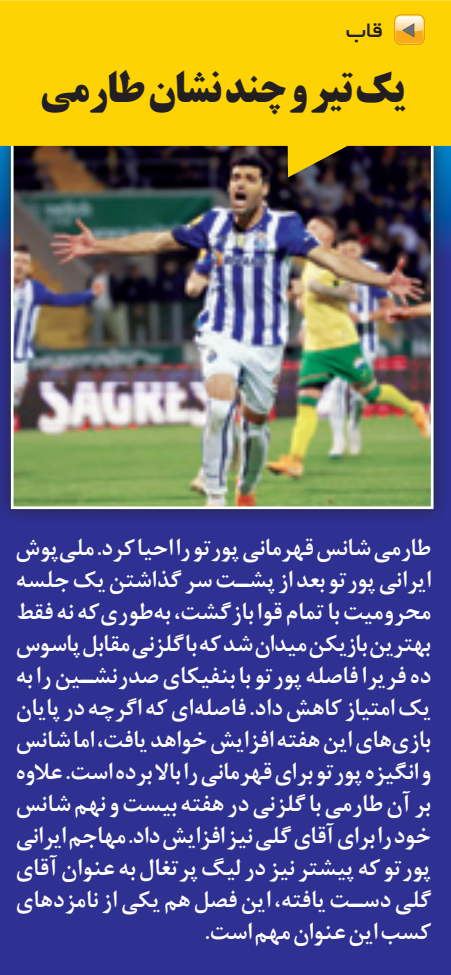 قاب
یک تیر و چند نشان طارمی
SAGRES
طارمی شانس قهرمانی پورتو را احیا کرد. ملی‌پوش
ایرانی پورتو بعد از پشت سر گذاشتن یک جلسه
محرومیت با تمام قوا بازگشت، به‌طوری که نه فقط
بهترین بازیکن میدان شد که با گلزنی مقابل پاسوس
ده فریرا فاصله پورتو با بنفیکای صدرنشین را به
یک امتیاز کاهش داد. فاصله‌ای که اگرچه در پایان
بازی‌های این هفته افزایش خواهد یافت، اما شانس
و انگیزه پورتو برای قهرمانی را بالا برده است. علاوه
بر آن طارمی با گلزنی در هفته بیست و نهم شانس
خود را برای آقای گلی نیز افزایش داد. مهاجم ایرانی
پورتو که پیشتر نیز در لیگ پرتغال به عنوان آقای
گلی دست یافته، این فصل هم یکی از نامزدهای
کسب این عنوان مهم است.